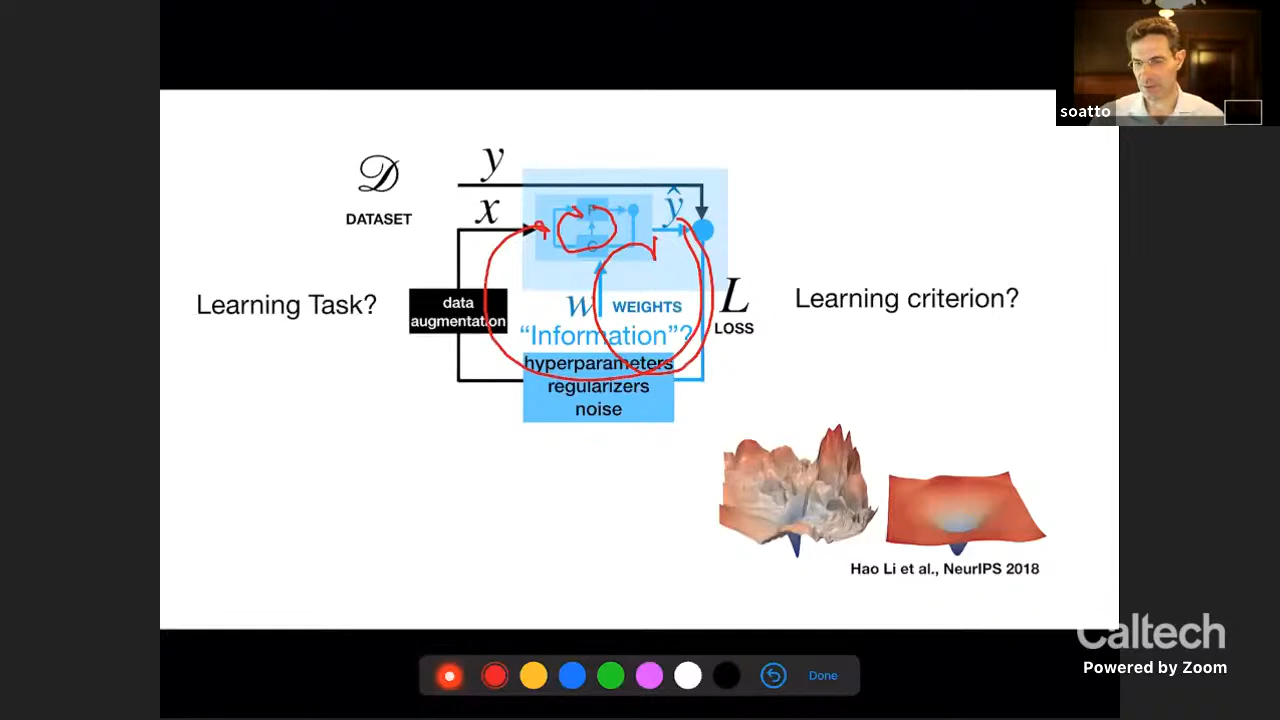 soatto
𝒟
DATASET
y
x
ŷ
Learning Task?
data
augmentation
w WEIGHTS
"Information"?
L
LOSS
Learning criterion?
hyperparameters
regularizers
noise
Hao Li et al., NeurIPS 2018
Caltech
Powered by Zoom
Done